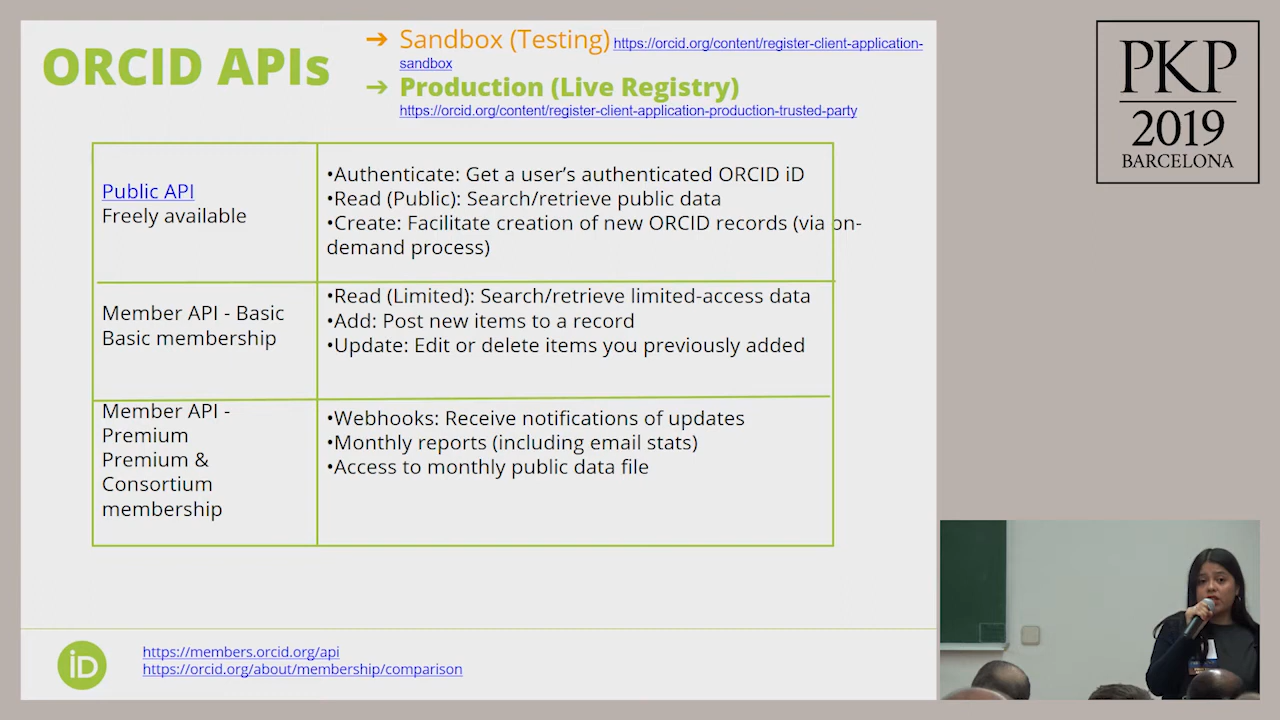 ORCID APIs
➔ Sandbox (Testing) https://orcid.org/content/register-client-application-
sandbox
➔ Production (Live Registry)
https://orcid.org/content/register-client-application-production-trusted-party
Public API
Freely available
•Authenticate: Get a user’s authenticated ORCID iD
•Read (Public): Search/retrieve public data
•Create: Facilitate creation of new ORCID records (via on-
demand process)
Member API - Basic
Basic membership
•Read (Limited): Search/retrieve limited-access data
•Add: Post new items to a record
•Update: Edit or delete items you previously added
Member API -
Premium
Premium &
Consortium
membership
•Webhooks: Receive notifications of updates
•Monthly reports (including email stats)
•Access to monthly public data file
iD
https://members.orcid.org/api
https://orcid.org/about/membership/comparison
PKP
2019
BARCELONA